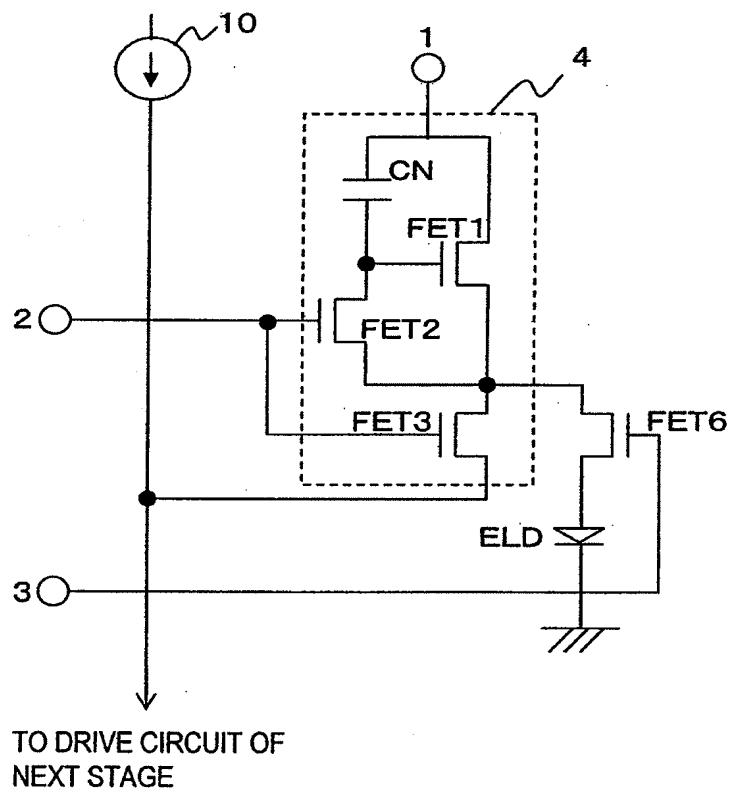 10
1
4
CN
FET1
2
FET2
FET3
FET6
ELD
3
TO DRIVE CIRCUIT OF
NEXT STAGE